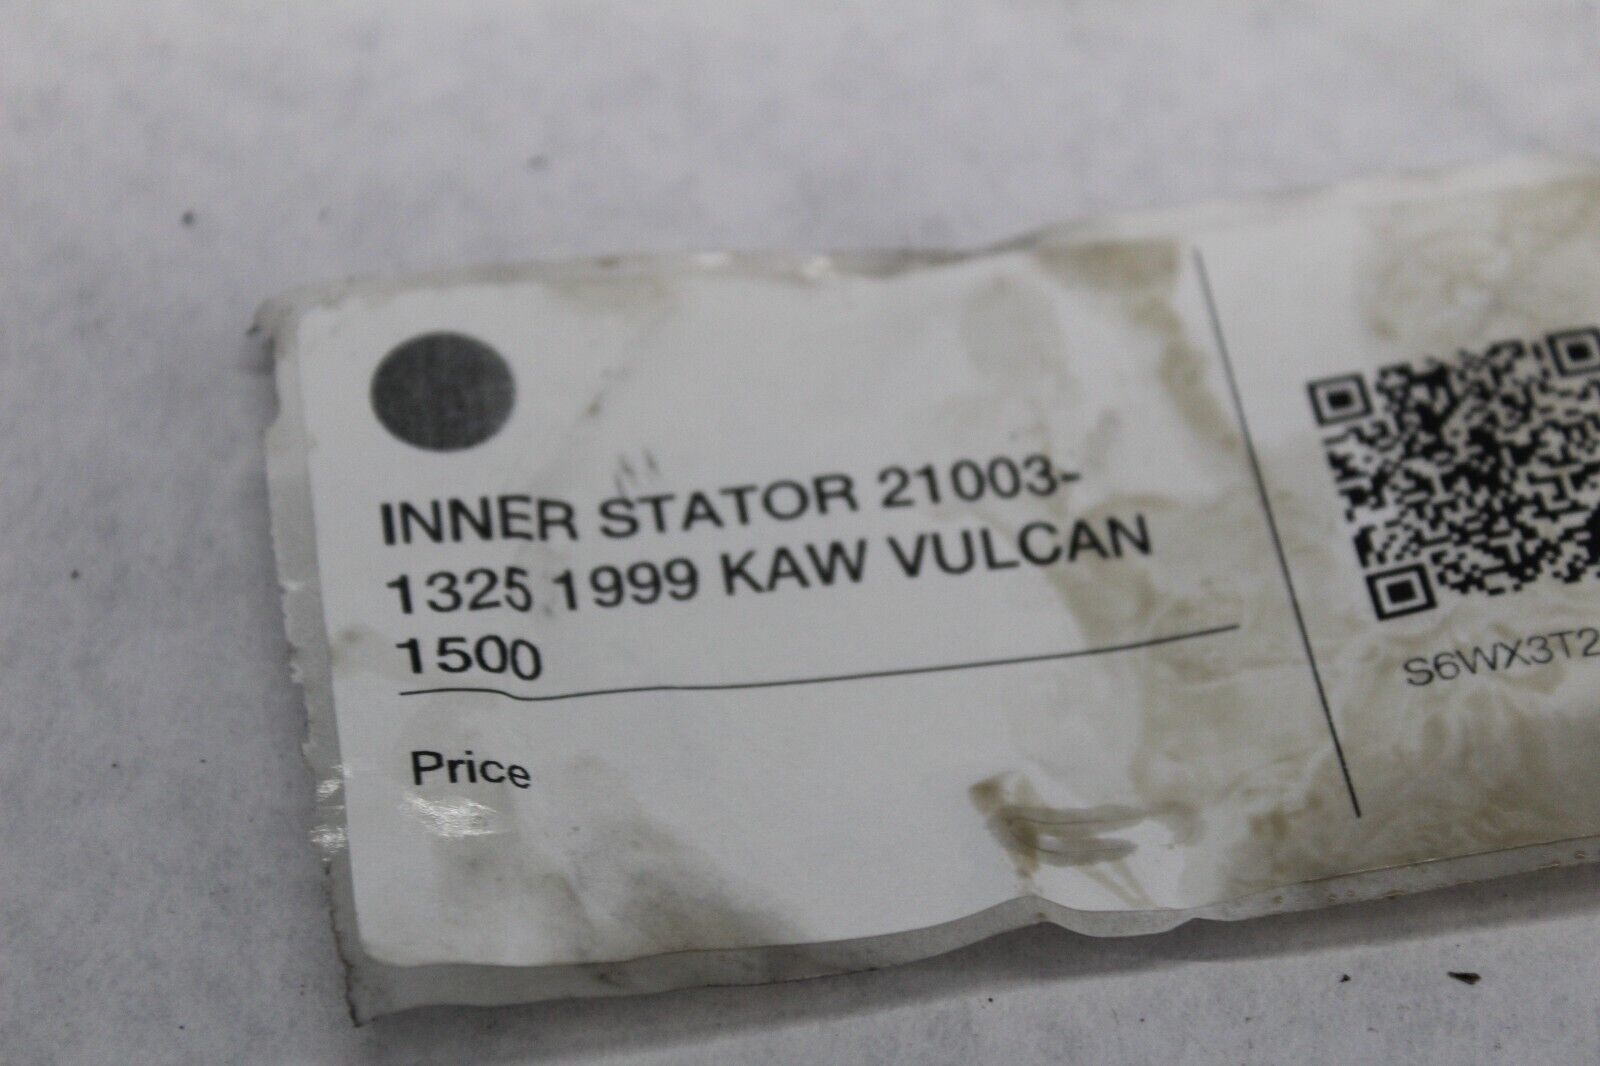 INNER STATOR 21003-
1325 1999 KAW VULCAN
1500
Price
S6WX3T2